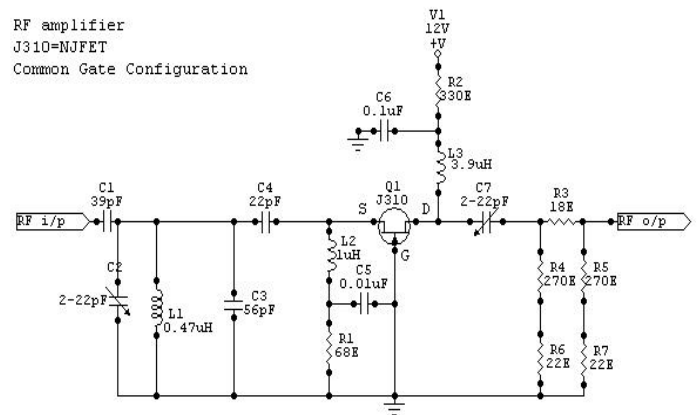 RF amplifier
J310=NJFET
Common Gate Configuration
V1
12V
+V
R2
330E
C6
0.1uF
L3
3.9uH
C1
39pF
C4
22pF
Q1
J310
C7
2-22pF
R3
18E
RF i/p
S
D
RF o/p
G
L2
1uH
C2
2-22pF
C5
0.01uF
C3
56pF
L1
0.47uH
R4
270E
R5
270E
R1
68E
R6
22E
R7
22E